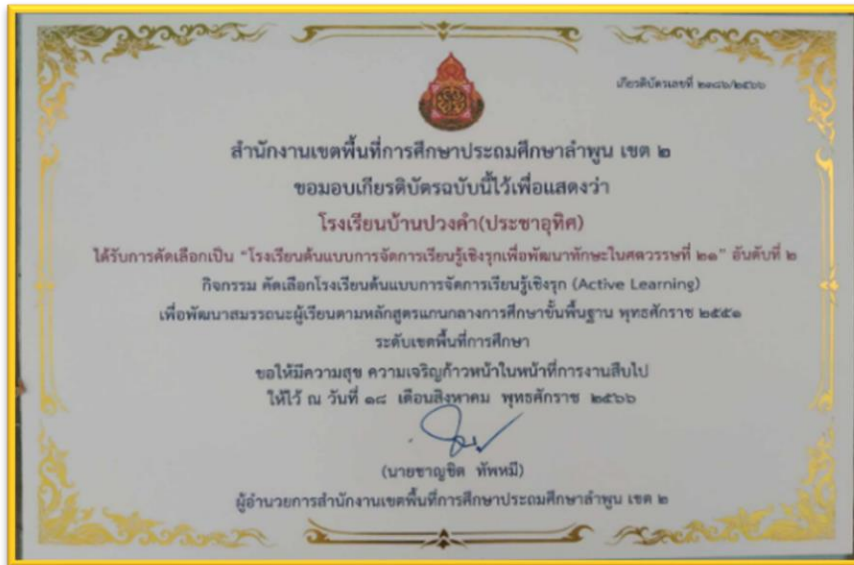 เกียรติบัตรเลขที่ ๒๑๘๖/๒๕๖๖
สำนักงานเขตพื้นที่การศึกษาประถมศึกษาลำพูน เขต ๒
ขอมอบเกียรติบัตรฉบับนี้ไว้เพื่อแสดงว่า
โรงเรียนบ้านปวงคำ(ประชาอุทิศ)
ได้รับการคัดเลือกเป็น “โรงเรียนต้นแบบการจัดการเรียนรู้เชิงรุกเพื่อพัฒนาทักษะในศตวรรษที่ ๒๑” อันดับที่ ๒
กิจกรรม คัดเลือกโรงเรียนต้นแบบการจัดการเรียนรู้เชิงรุก (Active Learning)
เพื่อพัฒนาสมรรถนะผู้เรียนตามหลักสูตรแกนกลางการศึกษาขั้นพื้นฐาน พุทธศักราช ๒๕๕๑
ระดับเขตพื้นที่การศึกษา
ขอให้มีความสุข ความเจริญก้าวหน้าในหน้าที่การงานสืบไป
ให้ไว้ ณ วันที่ ๑๘ เดือนสิงหาคม พุทธศักราช ๒๕๖๖
(นายชาญชิต ทัพหมี)
ผู้อำนวยการสำนักงานเขตพื้นที่การศึกษาประถมศึกษาลำพูน เขต ๒